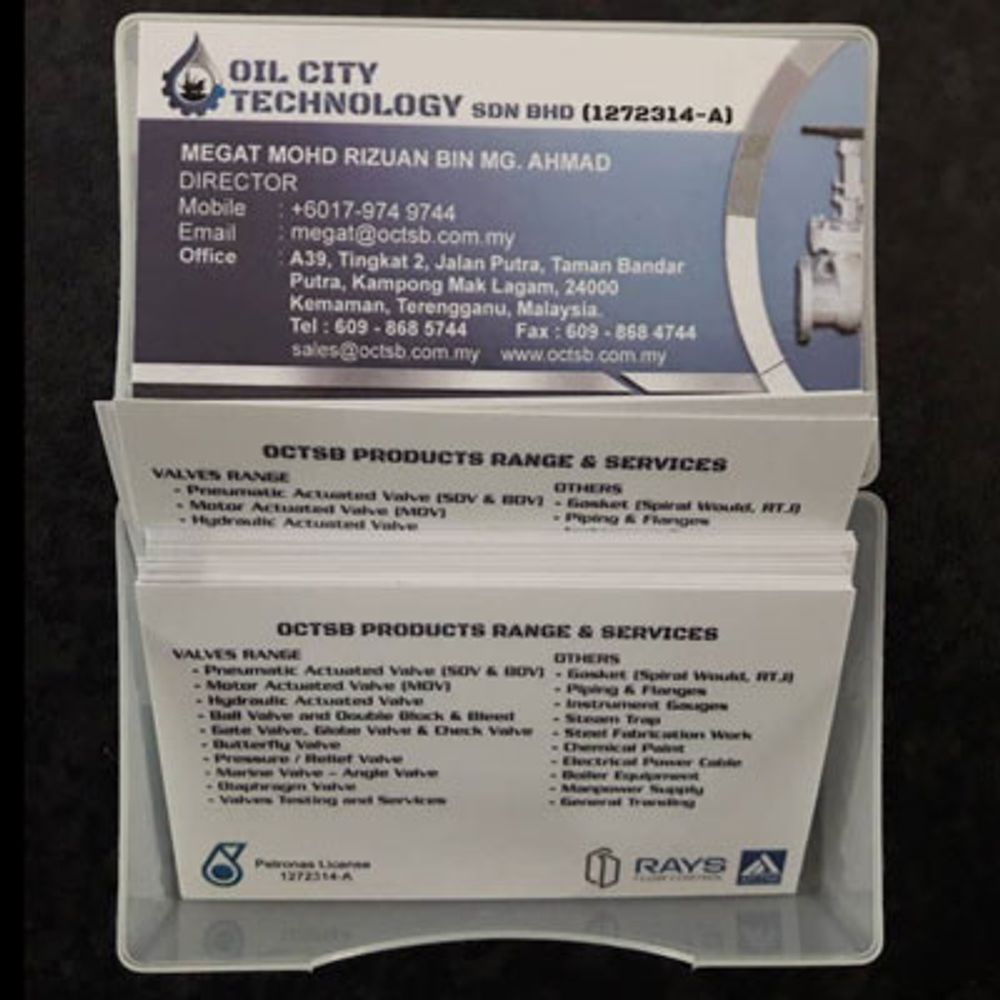 OIL CITY
TECHNOLOGY SDN BHD (1272314-A)
MEGAT MOHD RIZUAN BIN MG. AHMAD
DIRECTOR
Mobile : +6017-974 9744
Email : megat@octsb.com.my
Office : A39, Tingkat 2, Jalan Putra, Taman Bandar
Putra, Kampong Mak Lagam, 24000
Kemaman, Terengganu, Malaysia.
Tel : 609 - 868 5744 Fax : 609 - 868 4744
sales@octsb.com.my www.octsb.com.my
OCTSB PRODUCTS RANGE & SERVICES
VALVES RANGE
- Pneumatic Actuated Valve (SDV & BDV)
- Motor Actuated Valve (MOV)
- Hydraulic Actuated Valve
OTHERS
- Gasket (Spiral Would, RTJ)
- Piping & Flanges
OCTSB PRODUCTS RANGE & SERVICES
VALVES RANGE
- Pneumatic Actuated Valve (SDV & BDV)
- Motor Actuated Valve (MOV)
- Hydraulic Actuated Valve
- Ball Valve and Double Block & Bleed
- Gate Valve, Globe Valve & Check Valve
- Butterfly Valve
- Pressure / Relief Valve
- Marine Valve - Angle Valve
- Diaphragm Valve
- Valves Testing and Services
OTHERS
- Gasket (Spiral Would, RTJ)
- Piping & Flanges
- Instrument Gauges
- Steam Trap
- Steel Fabrication Work
- Chemical Paint
- Electrical Power Cable
- Boiler Equipment
- Manpower Supply
- General Tranding
Petronas License
1272314-A
RAYS